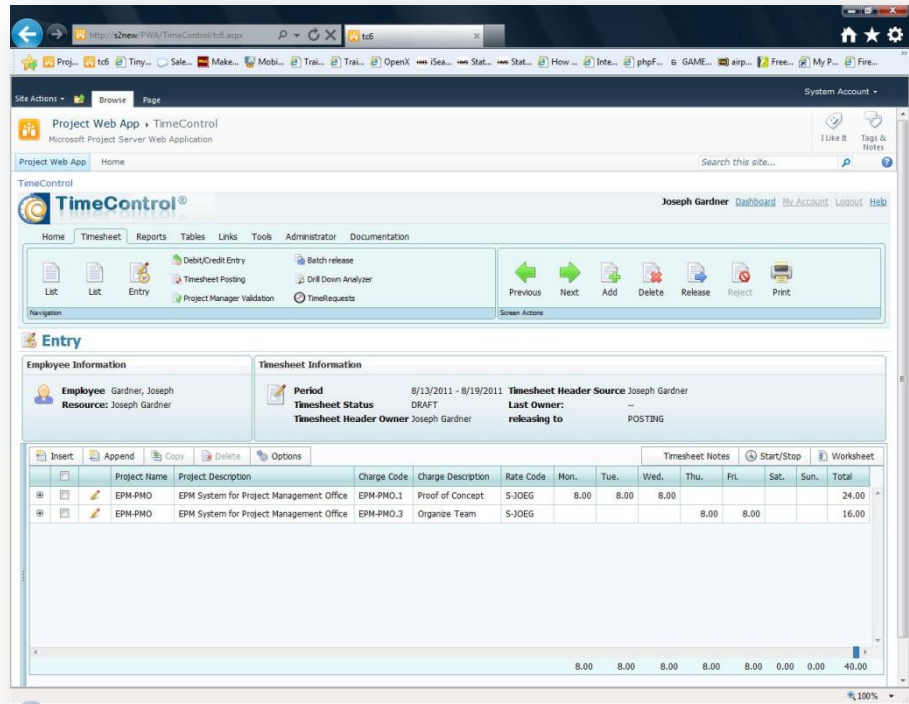 http://s2new/PWA/TimeControl/tc6.aspx tc6
Proj... tc6 Tiny... Sale... Make... Mobi... Trai... Trai... OpenX iSea... Stat... Stat... How ... Inte... phpF... GAME... airp... Free... My P... Fire...
Site Actions Browse Page System Account
Project Web App TimeControl
Microsoft Project Server Web Application
I Like It Tags & Notes
Project Web App Home Search this site...
TimeControl
TimeControl® Joseph Gardner Dashboard My Account Logout Help
Home Timesheet Reports Tables Links Tools Administrator Documentation
List List Entry
Debit/Credit Entry Batch release
Timesheet Posting Drill Down Analyzer
Project Manager Validation TimeRequests
Previous Next Add Delete Release Reject Print
Navigation Screen Actions
Entry
Employee Information Timesheet Information
Employee Gardner, Joseph Period 8/13/2011 - 8/19/2011 Timesheet Header Source Joseph Gardner
Resource: Joseph Gardner Timesheet Status DRAFT Last Owner: --
Timesheet Header Owner Joseph Gardner releasing to POSTING
Insert Append Copy Delete Options Timesheet Notes Start/Stop Worksheet
Project Name Project Description Charge Code Charge Description Rate Code Mon. Tue. Wed. Thu. Fri. Sat. Sun. Total
EPM-PMO EPM System for Project Management Office EPM-PMO.1 Proof of Concept S-JOEG 8.00 8.00 8.00 24.00
EPM-PMO EPM System for Project Management Office EPM-PMO.3 Organize Team S-JOEG 8.00 8.00 16.00
8.00 8.00 8.00 8.00 8.00 0.00 0.00 40.00
100%